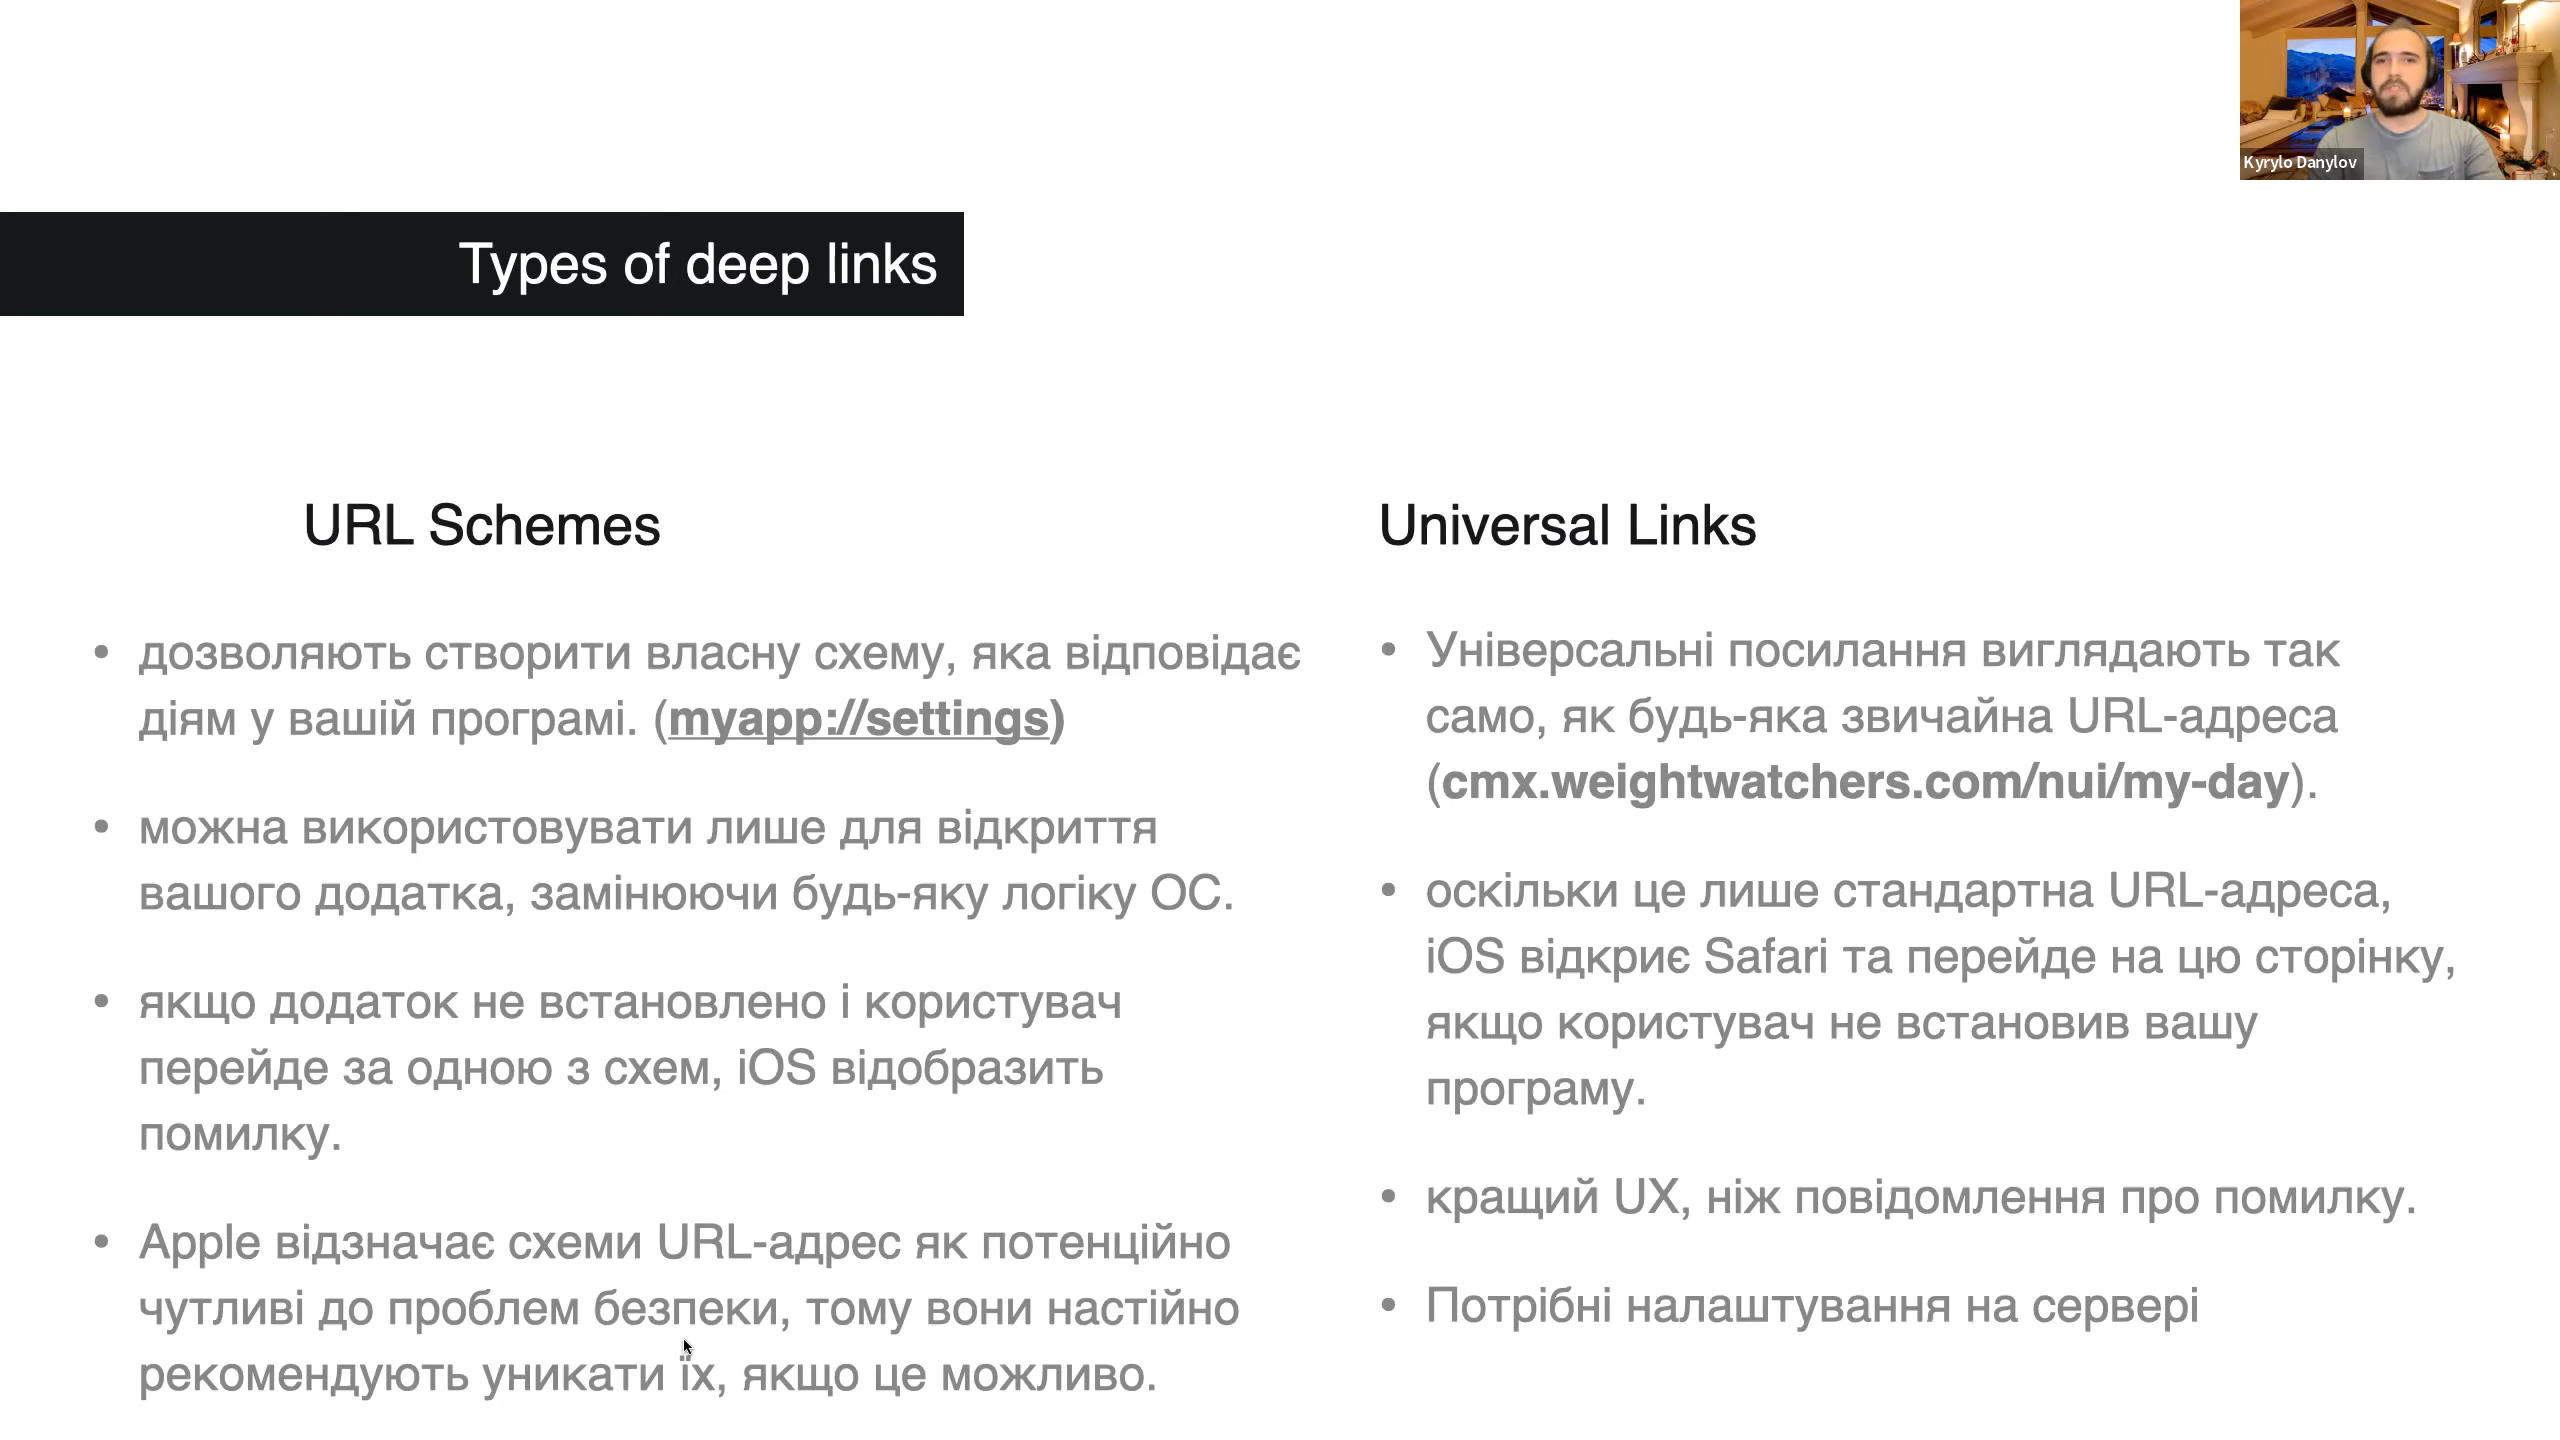 Kyrylo Danylov
Types of deep links
URL Schemes
• дозволяють створити власну схему, яка відповідає
діям у вашій програмі. (myapp://settings)
• можна використовувати лише для відкриття
вашого додатка, замінюючи будь-яку логіку ОС.
• якщо додаток не встановлено і користувач
перейде за одною з схем, iOS відобразить
помилку.
• Apple відзначає схеми URL-адрес як потенційно
чутливі до проблем безпеки, тому вони настійно
рекомендують уникати їх, якщо це можливо.
Universal Links
• Універсальні посилання виглядають так
само, як будь-яка звичайна URL-адреса
(cmx.weightwatchers.com/nui/my-day).
• оскільки це лише стандартна URL-адреса,
iOS відкриє Safari та перейде на цю сторінку,
якщо користувач не встановив вашу
програму.
• кращий UX, ніж повідомлення про помилку.
• Потрібні налаштування на сервері